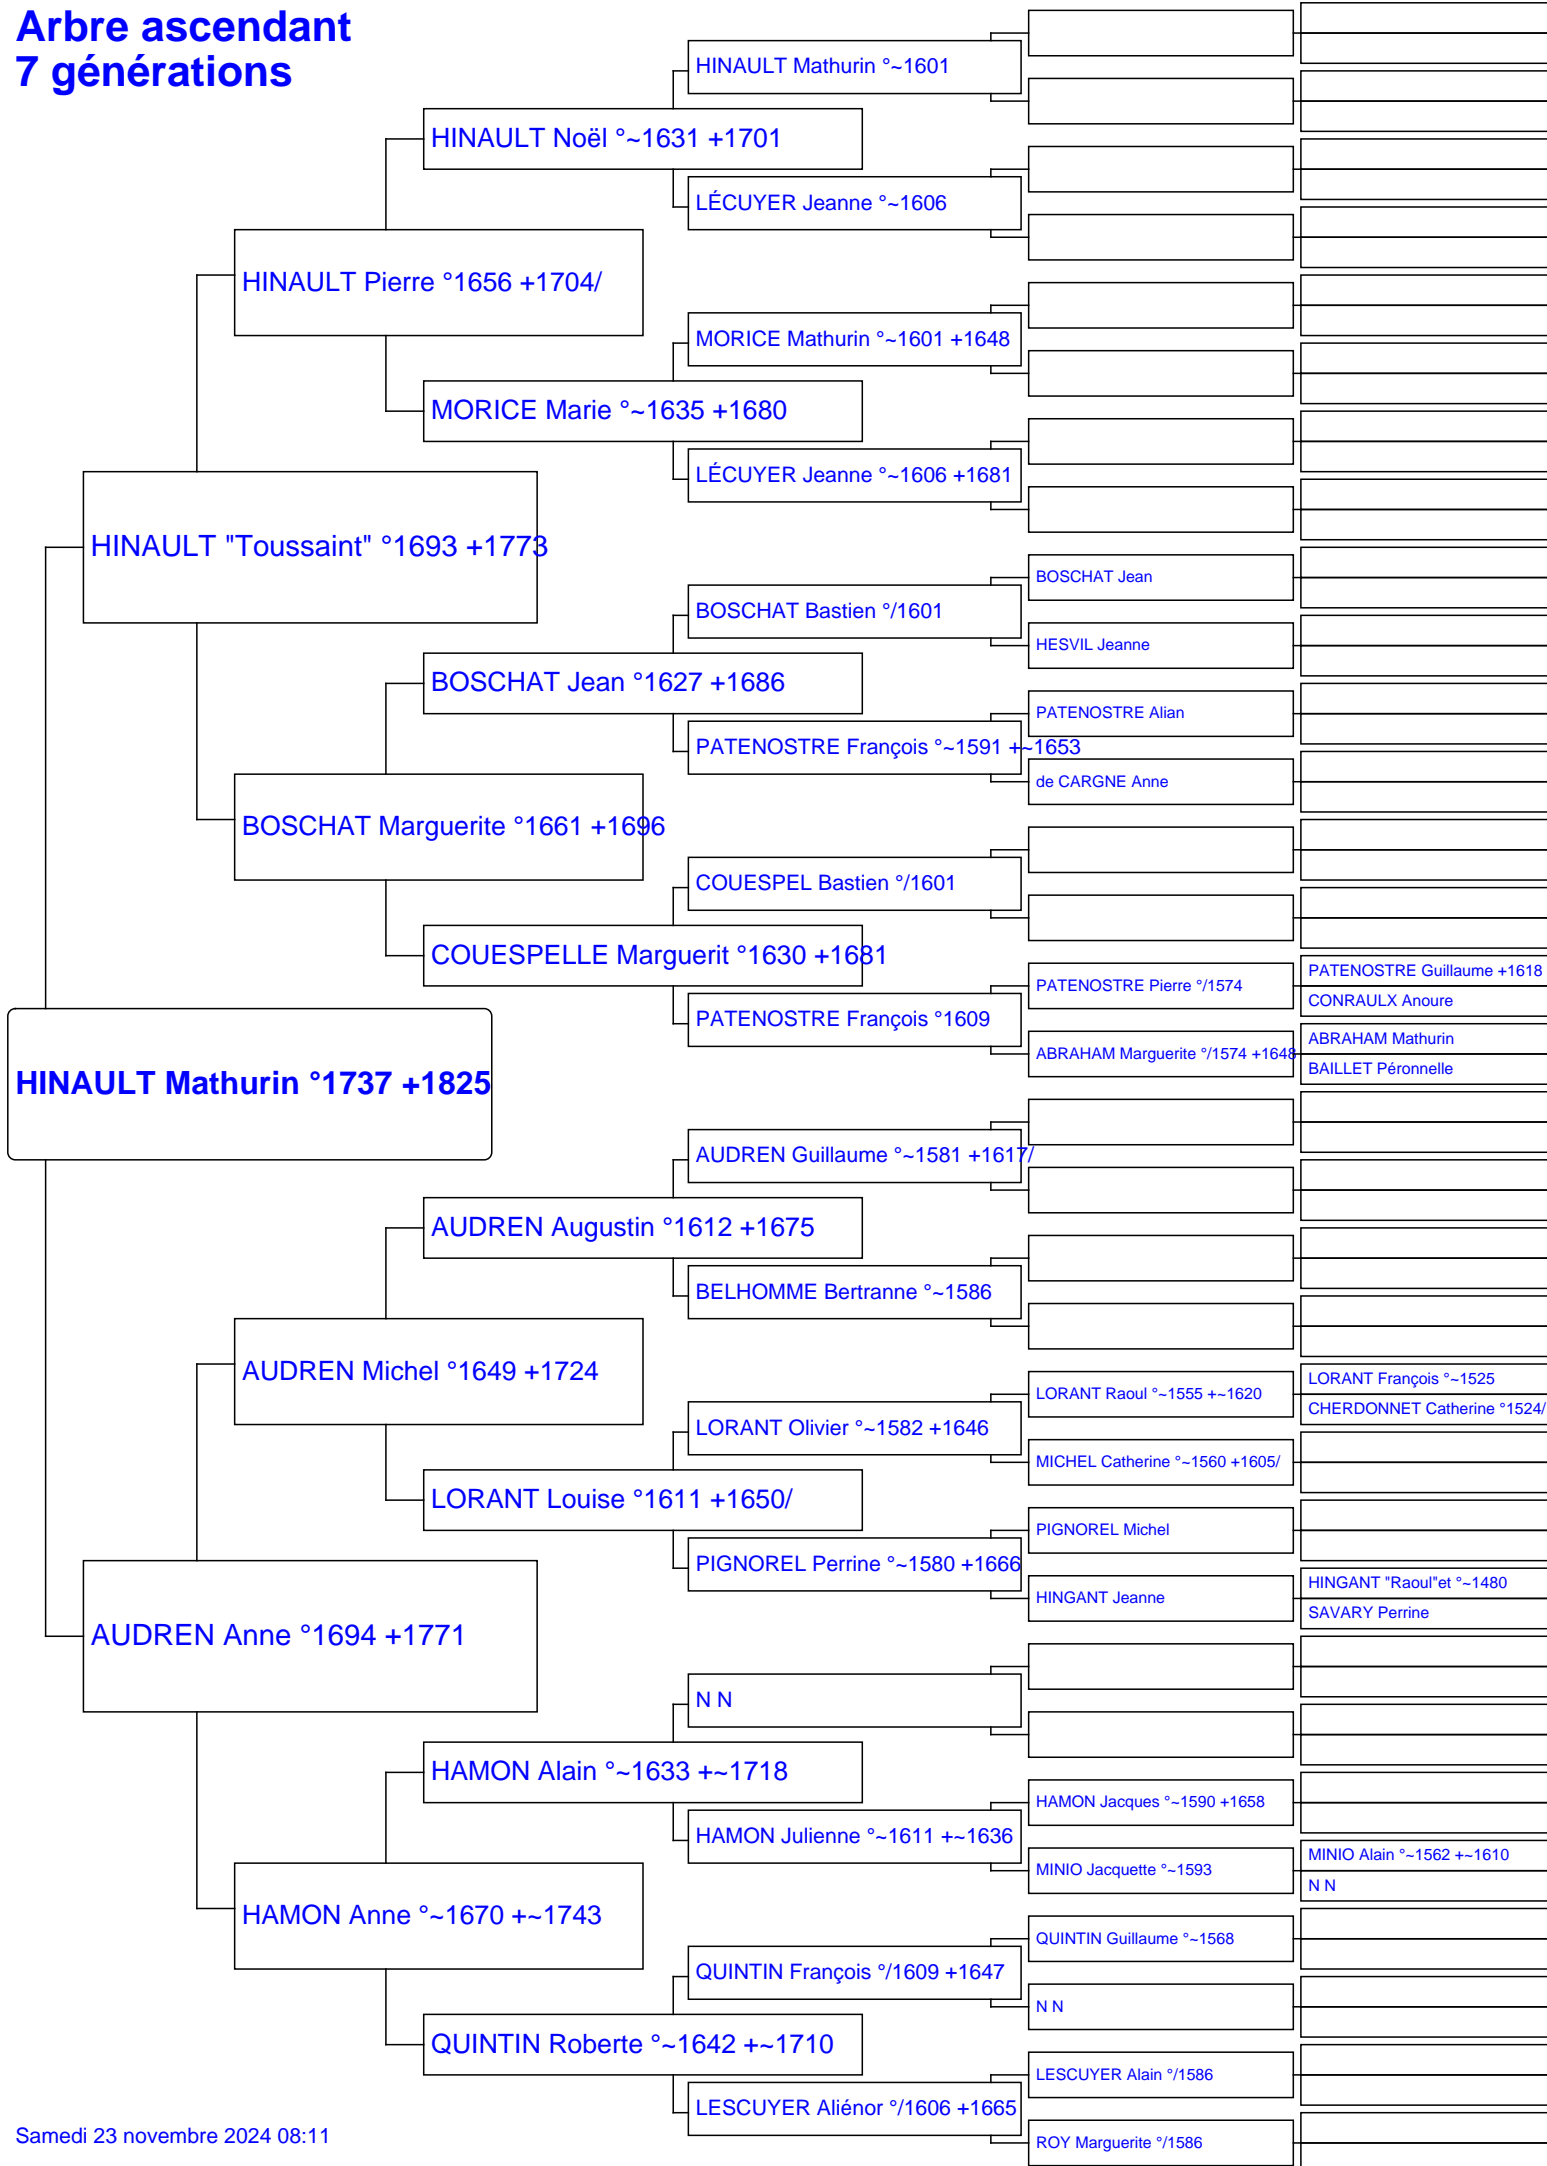 Arbre ascendant
7 générations
HINAULT Mathurin °~1601
HINAULT Noël °~1631 +1701
LÉCUYER Jeanne °~1606
HINAULT Pierre °1656 +1704/
MORICE Mathurin °~1601 +1648
MORICE Marie °~1635 +1680
LÉCUYER Jeanne °~1606 +1681
HINAULT "Toussaint" °1693 +1773
BOSCHAT Jean
BOSCHAT Bastien °/1601
HESVIL Jeanne
BOSCHAT Jean °1627 +1686
PATENOSTRE Alian
PATENOSTRE François °~1591 +~1653
de CARGNE Anne
BOSCHAT Marguerite °1661 +1696
COUESPEL Bastien °/1601
COUESPELLE Marguerit °1630 +1681
PATENOSTRE Guillaume +1618
PATENOSTRE Pierre °/1574
CONRAULX Anoure
PATENOSTRE François °1609
ABRAHAM Mathurin
ABRAHAM Marguerite °/1574 +1648
BAILLET Péronnelle
HINAULT Mathurin °1737 +1825
AUDREN Guillaume °~1581 +1617/
AUDREN Augustin °1612 +1675
BELHOMME Bertranne °~1586
AUDREN Michel °1649 +1724
LORANT François °~1525
LORANT Raoul °~1555 +~1620
CHERDONNET Catherine °1524/
LORANT Olivier °~1582 +1646
MICHEL Catherine °~1560 +1605/
LORANT Louise °1611 +1650/
PIGNOREL Michel
PIGNOREL Perrine °~1580 +1666
HINGANT "Raoul"et °~1480
HINGANT Jeanne
SAVARY Perrine
AUDREN Anne °1694 +1771
N N
HAMON Alain °~1633 +~1718
HAMON Jacques °~1590 +1658
HAMON Julienne °~1611 +~1636
MINIO Alain °~1562 +~1610
MINIO Jacquette °~1593
N N
HAMON Anne °~1670 +~1743
QUINTIN Guillaume °~1568
QUINTIN François °/1609 +1647
N N
QUINTIN Roberte °~1642 +~1710
LESCUYER Alain °/1586
LESCUYER Aliénor °/1606 +1665
ROY Marguerite °/1586
Samedi 23 novembre 2024 08:11